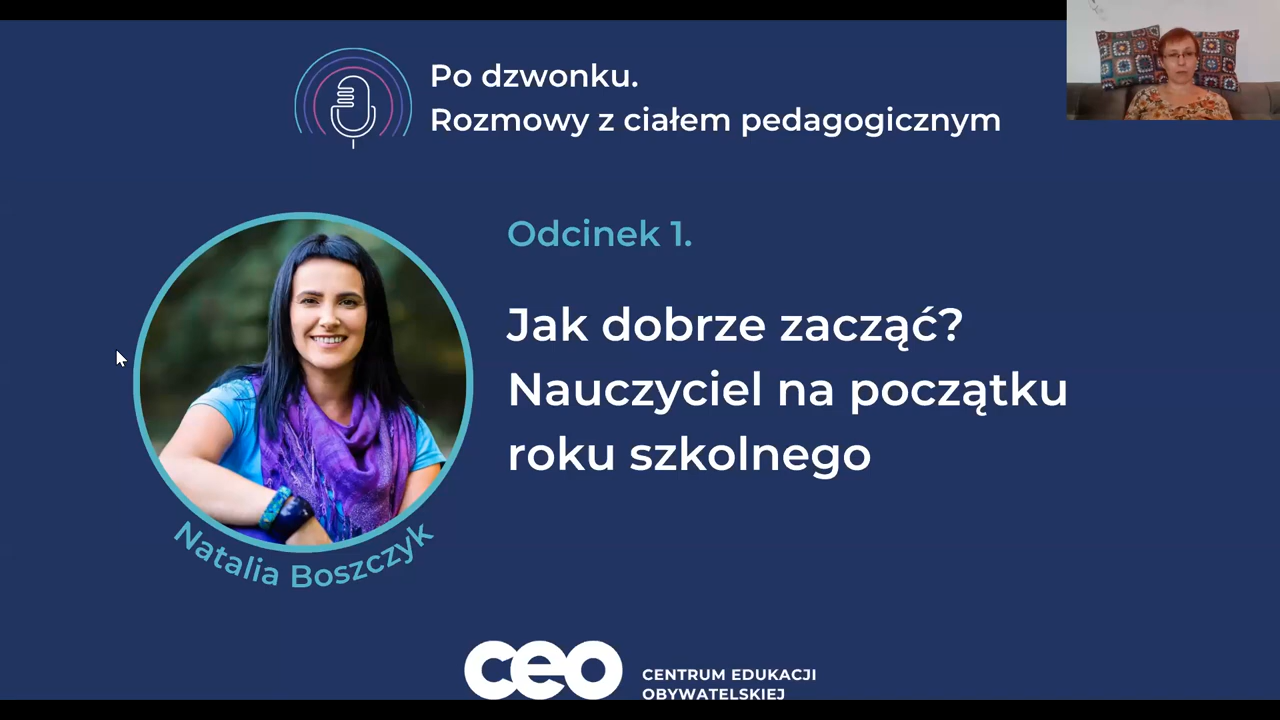 Po dzwonku.
Rozmowy z ciałem pedagogicznym
Odcinek 1.
Jak dobrze zacząć?
Nauczyciel na początku
roku szkolnego
Natalia Boszczyk
ceo
CENTRUM EDUKACJI
OBYWATELSKIEJ